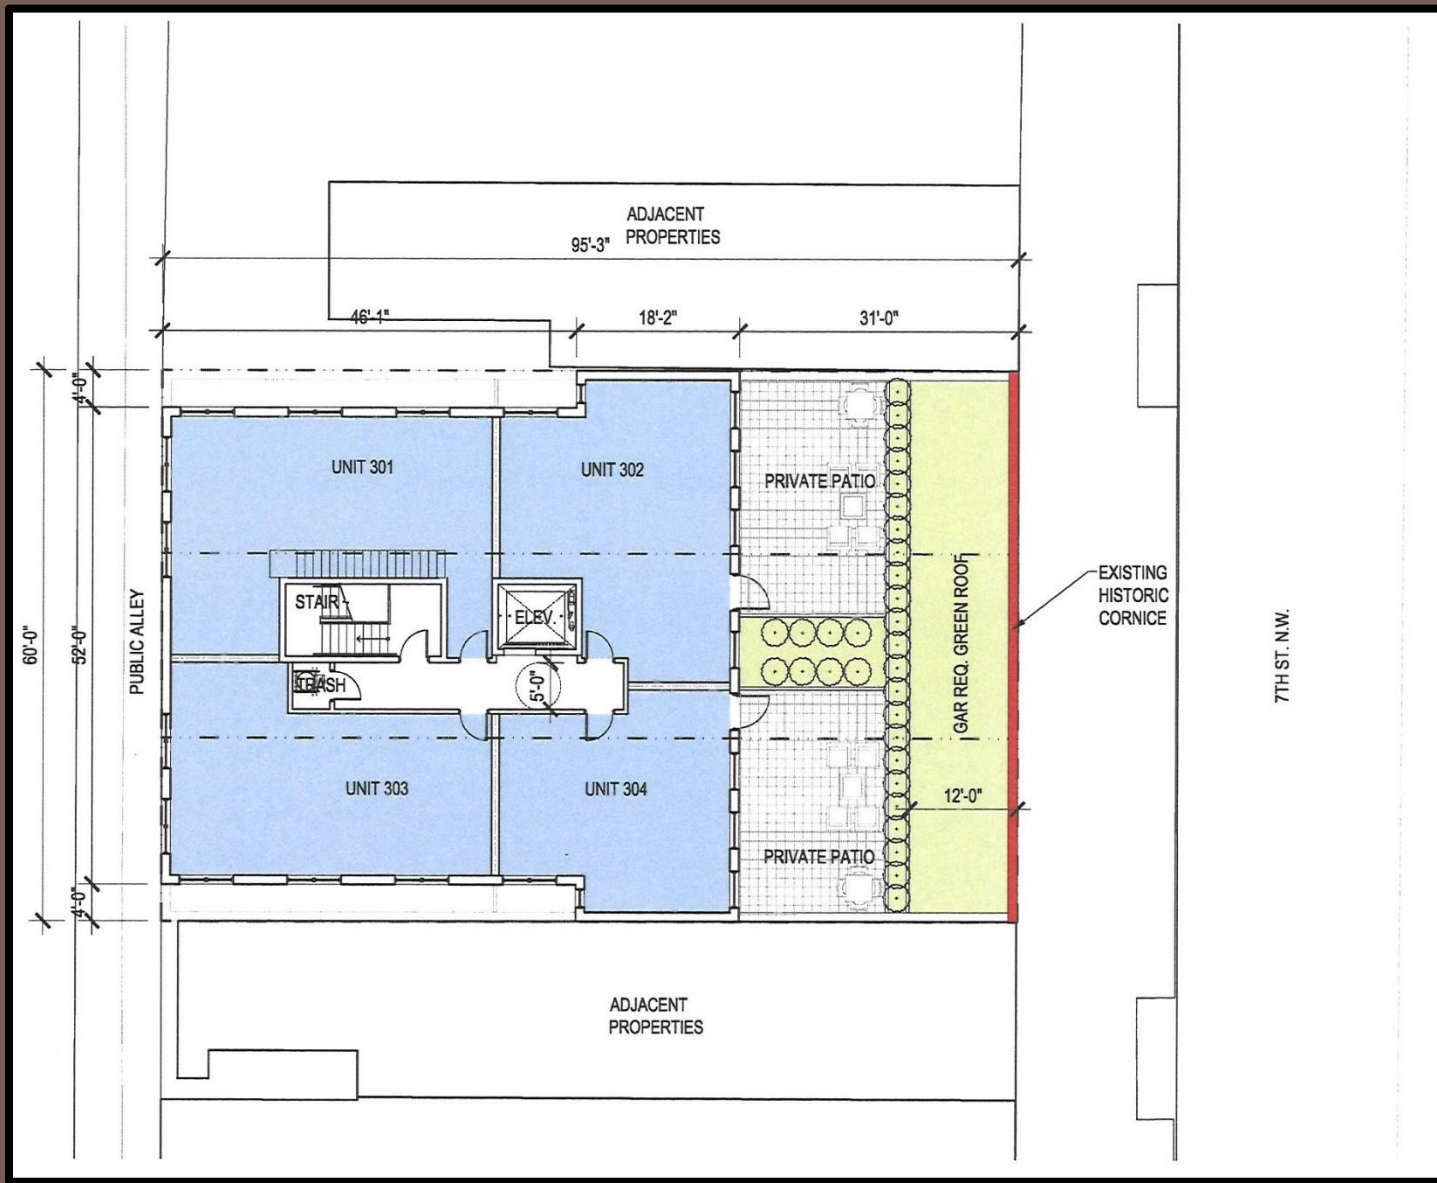 ADJACENT
PROPERTIES
95'-3"
46'-1"
18'-2"
31'-0"
4'-0"
UNIT 301
UNIT 302
PRIVATE PATIO
STAIR
ELEV.
EXISTING
HISTORIC
CORNICE
60'-0"
52'-0"
PUBLIC ALLEY
TRASH
5'-0"
GAR REQ. GREEN ROOF
7TH ST. N.W.
UNIT 303
UNIT 304
12'-0"
PRIVATE PATIO
4'-0"
ADJACENT
PROPERTIES